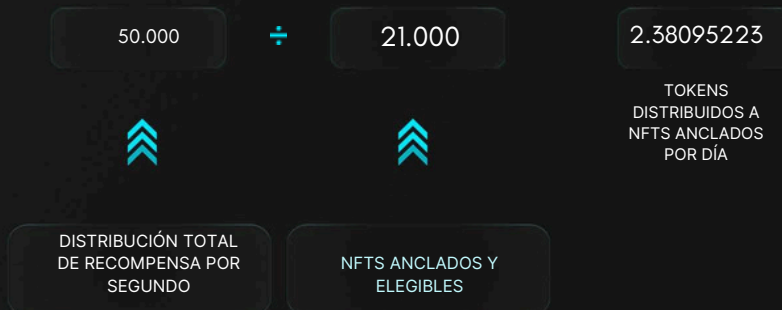 50.000 ÷ 21.000 2.38095223
TOKENS
DISTRIBUIDOS A
NFTS ANCLADOS
POR DÍA
DISTRIBUCIÓN TOTAL
DE RECOMPENSA POR
SEGUNDO
NFTS ANCLADOS Y
ELEGIBLES